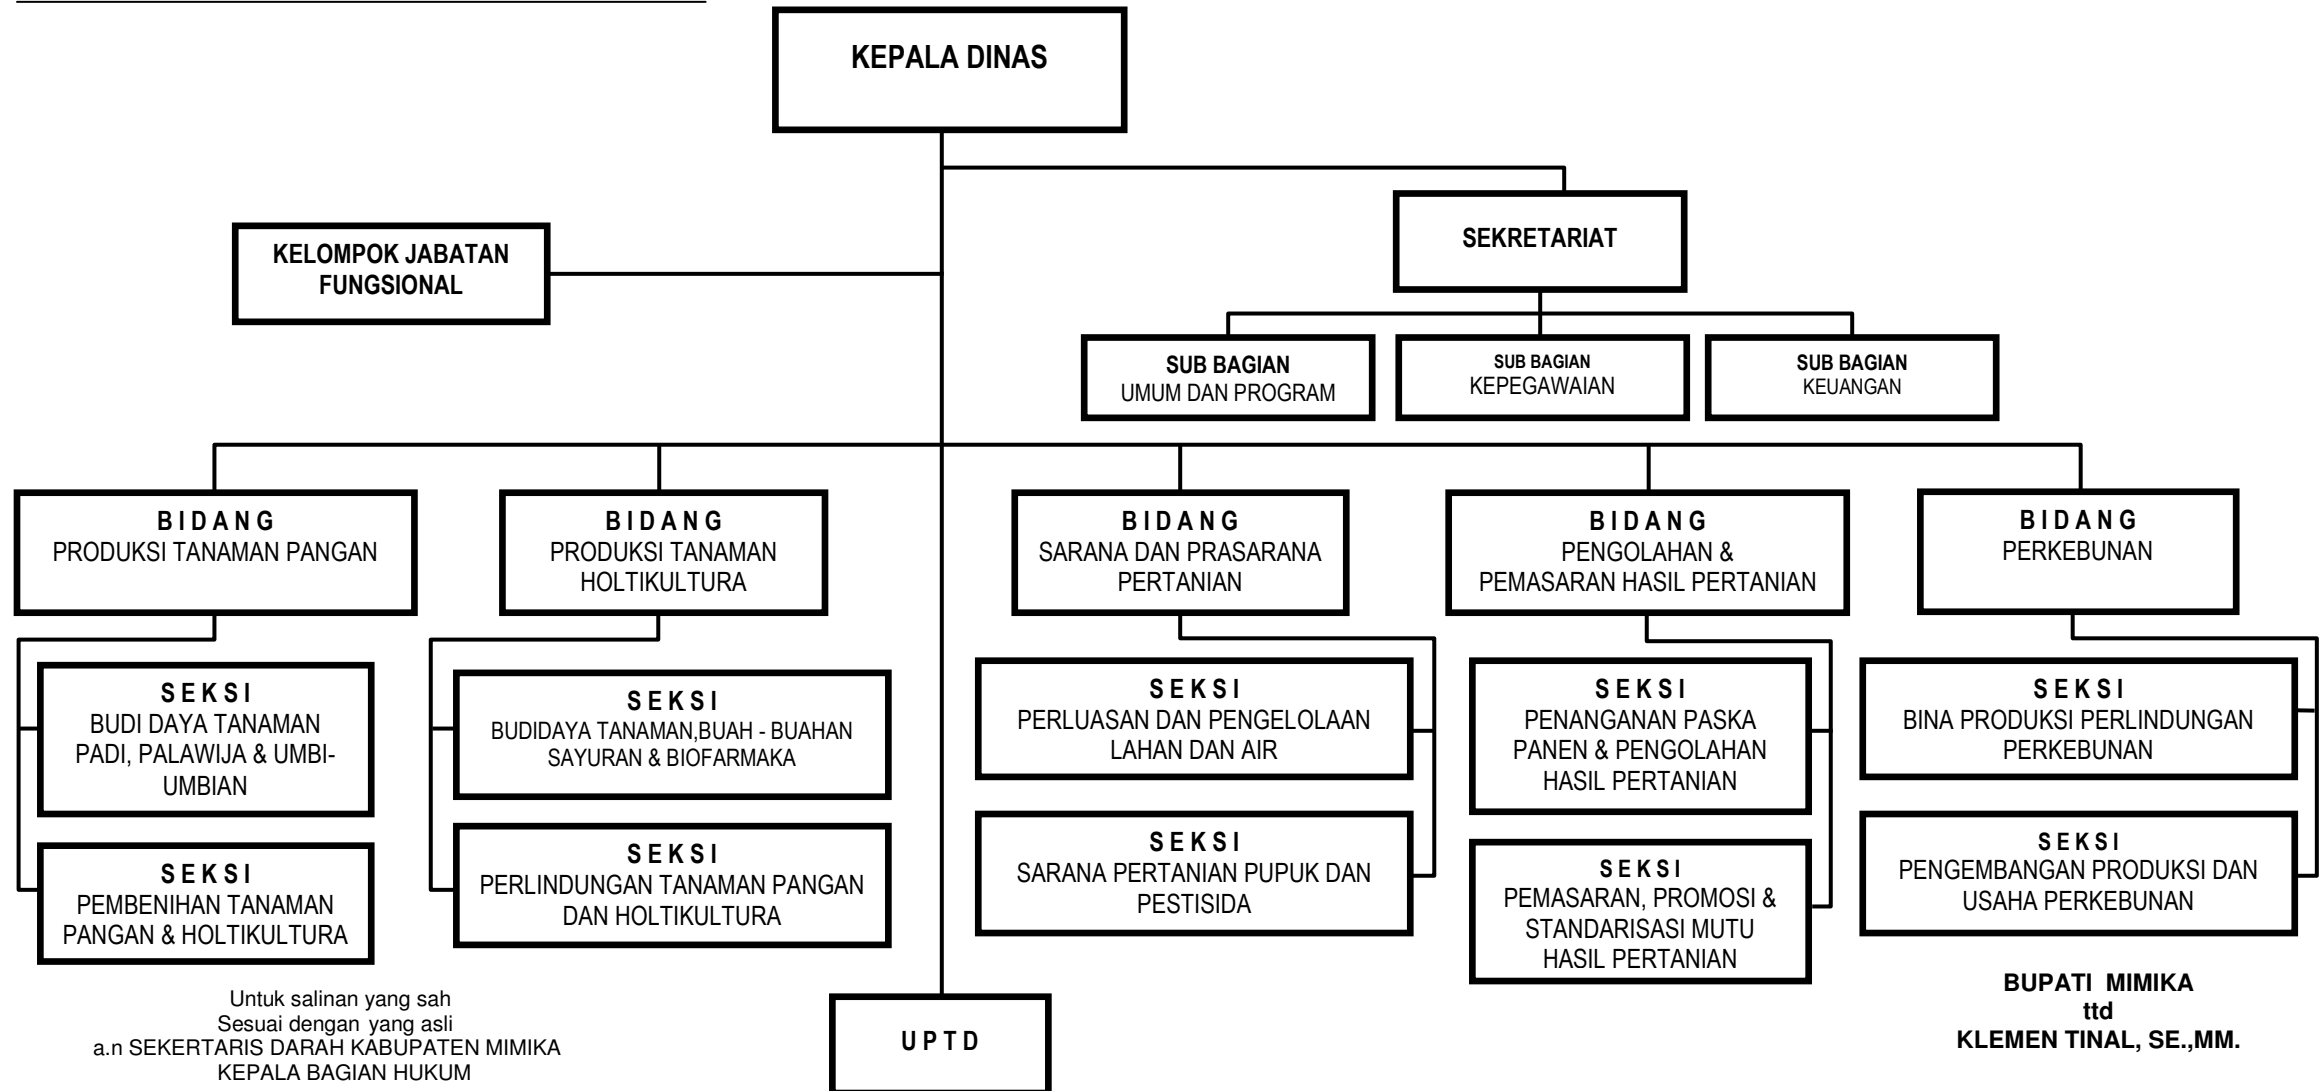 KEPALA DINAS
SEKRETARIAT
KELOMPOK JABATAN
FUNGSIONAL
SUB BAGIAN
UMUM DAN PROGRAM
SUB BAGIAN
KEPEGAWAIAN
SUB BAGIAN
KEUANGAN
B I D A N G
PRODUKSI TANAMAN PANGAN
B I D A N G
PRODUKSI TANAMAN
HOLTIKULTURA
B I D A N G
SARANA DAN PRASARANA
PERTANIAN
B I D A N G
PENGOLAHAN &
PEMASARAN HASIL PERTANIAN
B I D A N G
PERKEBUNAN
S E K S I
BUDI DAYA TANAMAN
PADI, PALAWIJA & UMBI-
UMBIAN
S E K S I
BUDIDAYA TANAMAN,BUAH - BUAHAN
SAYURAN & BIOFARMAKA
S E K S I
PERLUASAN DAN PENGELOLAAN
LAHAN DAN AIR
S E K S I
PENANGANAN PASKA
PANEN & PENGOLAHAN
HASIL PERTANIAN
S E K S I
BINA PRODUKSI PERLINDUNGAN
PERKEBUNAN
S E K S I
PEMBENIHAN TANAMAN
PANGAN & HOLTIKULTURA
S E K S I
PERLINDUNGAN TANAMAN PANGAN
DAN HOLTIKULTURA
S E K S I
SARANA PERTANIAN PUPUK DAN
PESTISIDA
S E K S I
PEMASARAN, PROMOSI &
STANDARISASI MUTU
HASIL PERTANIAN
S E K S I
PENGEMBANGAN PRODUKSI DAN
USAHA PERKEBUNAN
Untuk salinan yang sah
Sesuai dengan yang asli
a.n SEKERTARIS DARAH KABUPATEN MIMIKA
KEPALA BAGIAN HUKUM
U P T D
BUPATI MIMIKA
ttd
KLEMEN TINAL, SE.,MM.